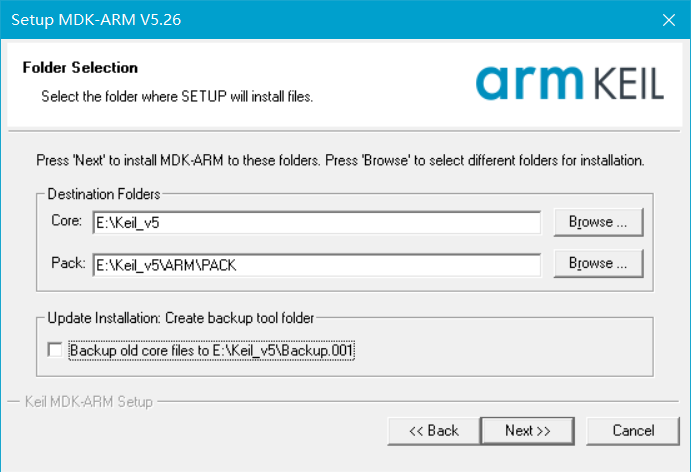 Setup MDK-ARM V5.26
Folder Selection
Select the folder where SETUP will install files.
arm KEIL
Press 'Next' to install MDK-ARM to these folders. Press 'Browse' to select different folders for installation.
Destination Folders
Core: E:\Keil_v5 Browse ...
Pack: E:\Keil_v5\ARM\PACK Browse ...
Update Installation: Create backup tool folder
Backup old core files to E:\Keil_v5\Backup.001
Keil MDK-ARM Setup
<< Back Next >> Cancel